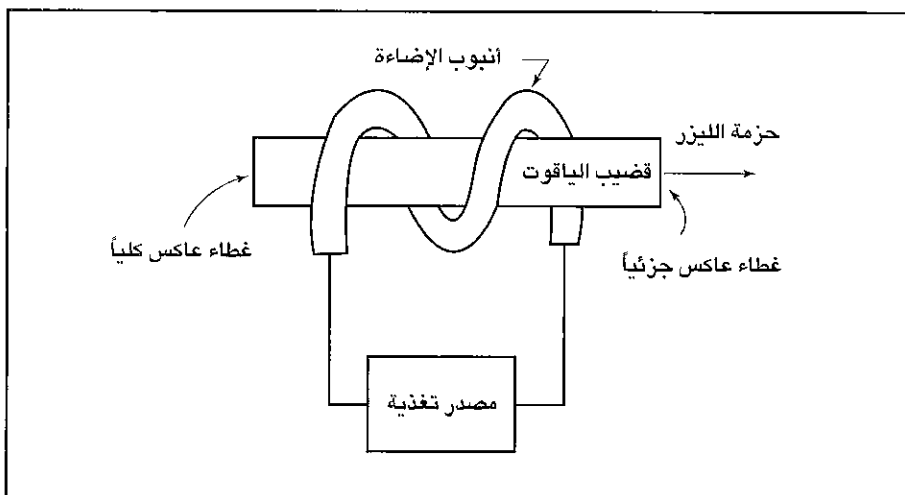 أنبوب الإضاءة
حزمة الليزر
قضيب الياقوت
غطاء عاكس كلياً
غطاء عاكس جزئياً
مصدر تغذية